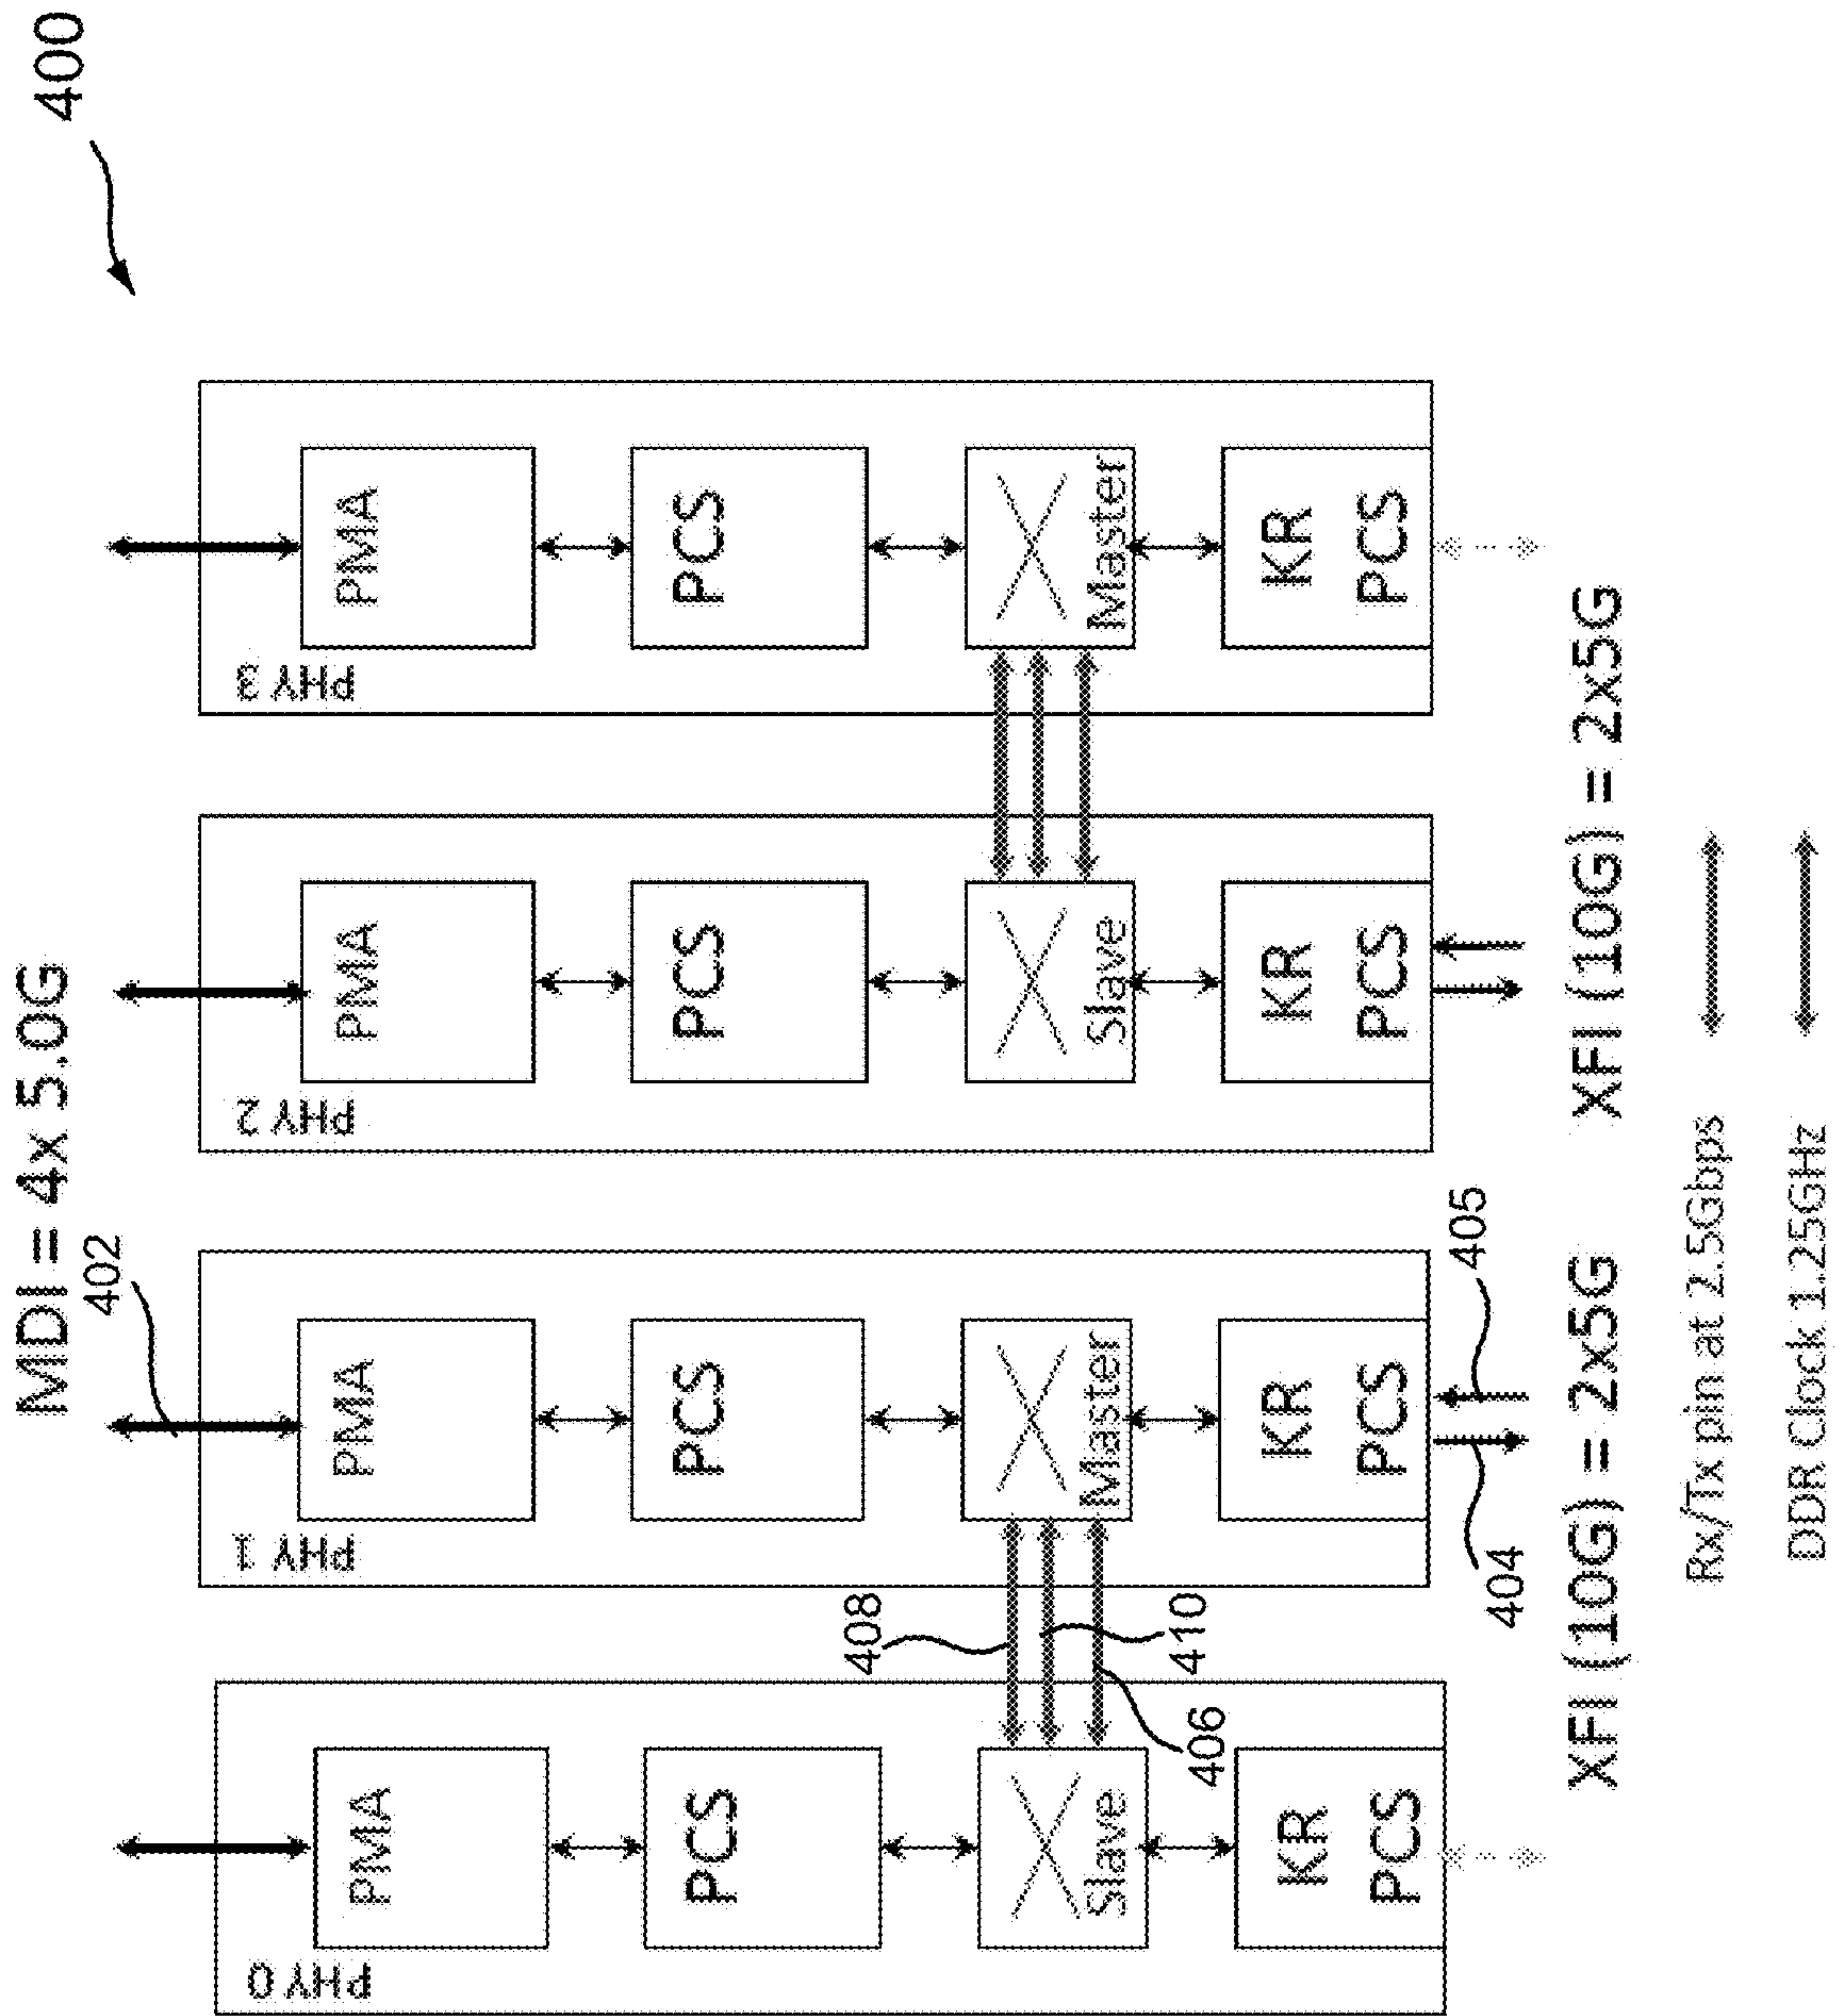 400
MDI = 4x 5.0G
402
PHY 0
PMA
PCS
Slave
KR
PCS
PHY 1
PMA
PCS
Master
KR
PCS
PHY 2
PMA
PCS
Slave
KR
PCS
PHY 3
PMA
PCS
Master
KR
PCS
408
410
406
404
405
XFI (10G) = 2x5G
XFI (10G) = 2x5G
Rx/Tx pin at 2.5Gbps
DDR Clock 1.25GHz